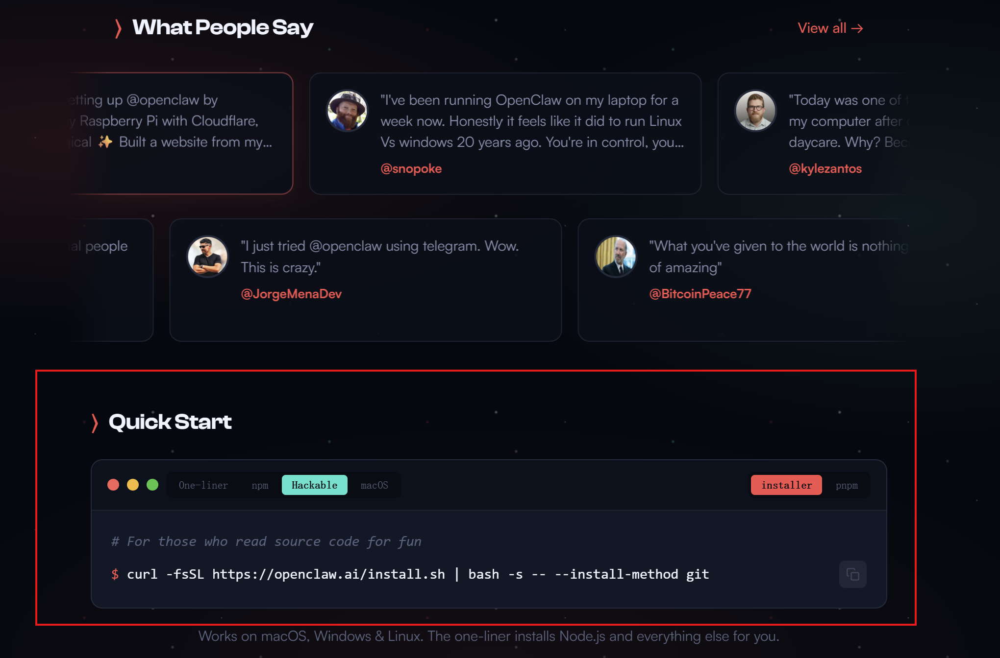 ⟩ What People Say
View all →
etting up @openclaw by
y Raspberry Pi with Cloudflare,
ical ✨ Built a website from my...
"I've been running OpenClaw on my laptop for a
week now. Honestly it feels like it did to run Linux
Vs windows 20 years ago. You're in control, you...
@snopoke
"Today was one of
my computer after
daycare. Why? Bec
@kylezantos
al people
"I just tried @openclaw using telegram. Wow.
This is crazy."
@JorgeMenaDev
"What you've given to the world is nothing
of amazing"
@BitcoinPeace77
⟩ Quick Start
One-liner npm Hackable macOS installer pnpm
# For those who read source code for fun
$ curl -fsSL https://openclaw.ai/install.sh | bash -s -- --install-method git
Works on macOS, Windows & Linux. The one-liner installs Node.js and everything else for you.